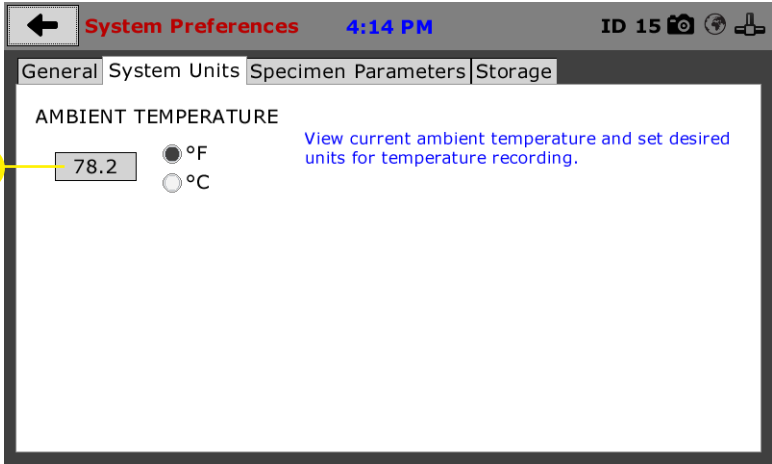 System Preferences 4:14 PM ID 15
General System Units Specimen Parameters Storage
AMBIENT TEMPERATURE
View current ambient temperature and set desired
units for temperature recording.
78.2
°F
°C